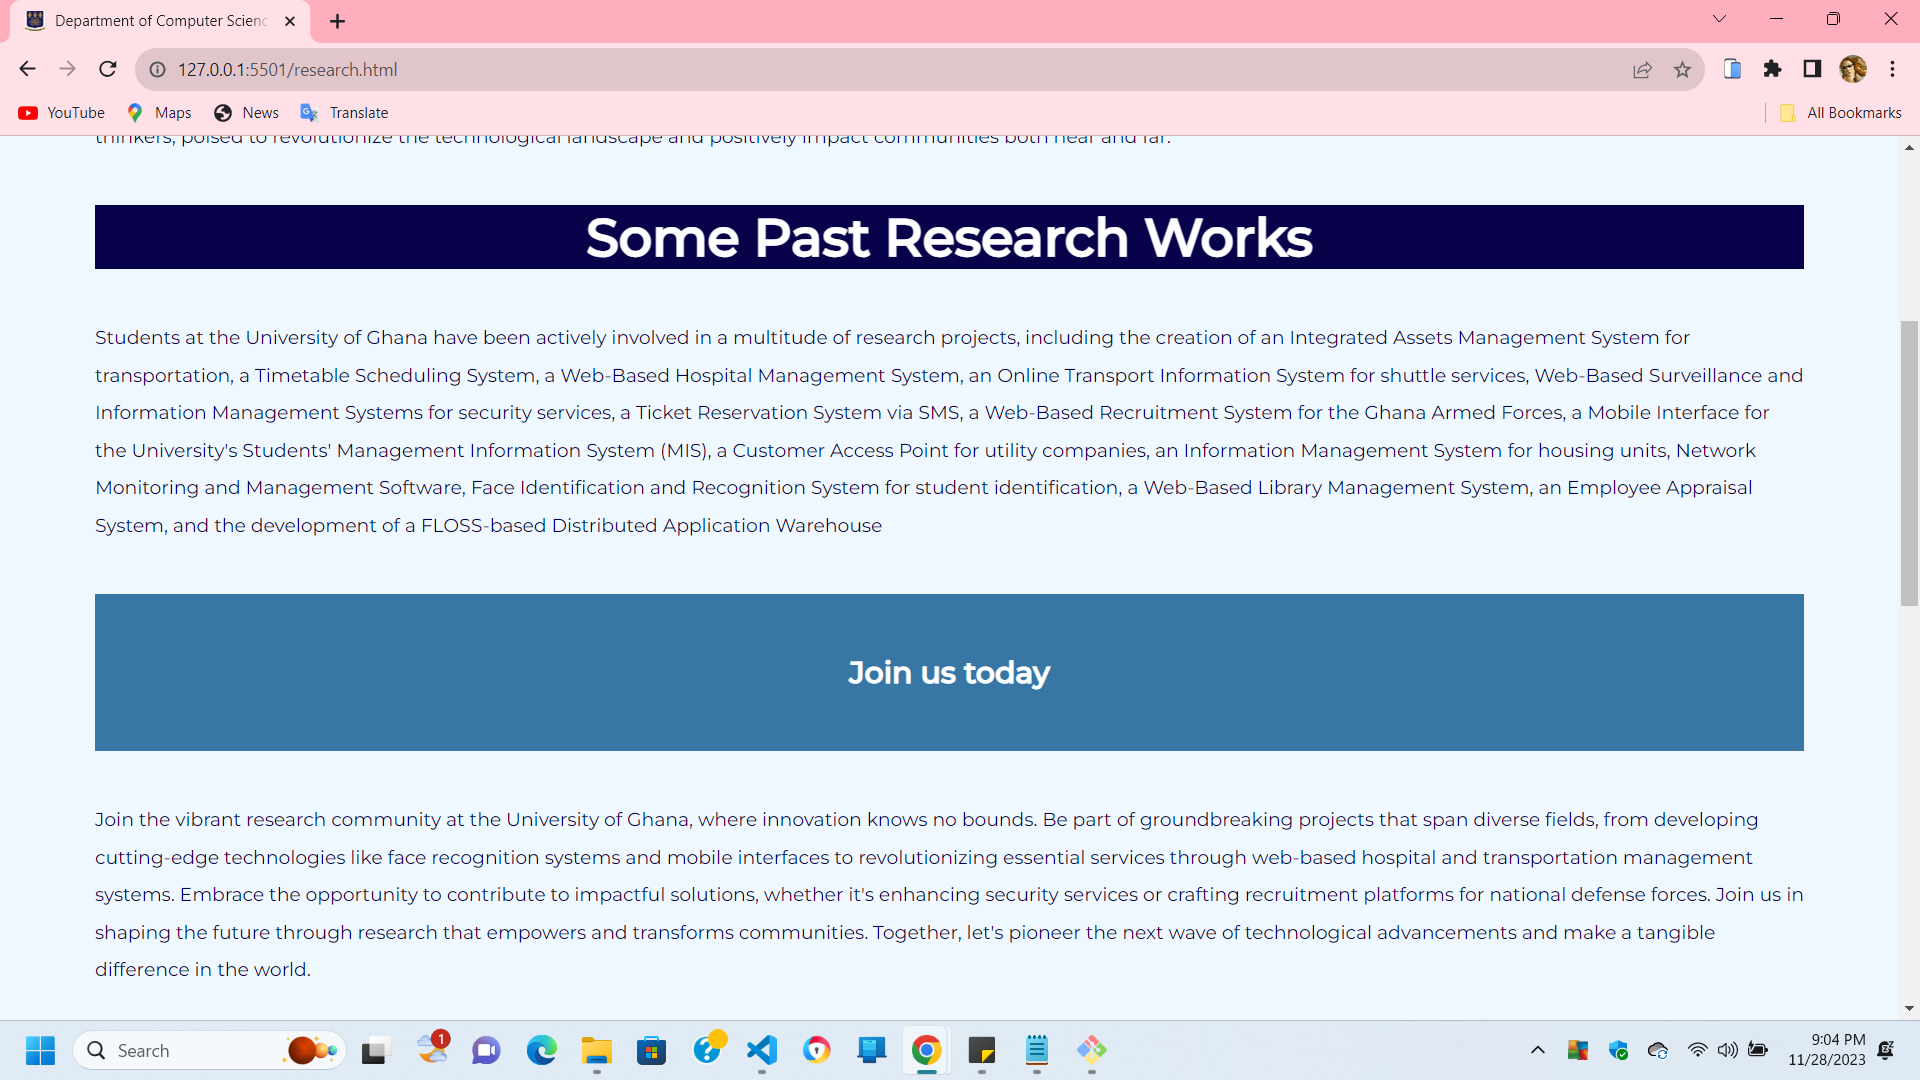 Department of Computer Scienc
127.0.0.1:5501/research.html
YouTube
Maps
News
Translate
All Bookmarks
thinkers, poised to revolutionize the technological landscape and positively impact communities both near and far.
Some Past Research Works
Students at the University of Ghana have been actively involved in a multitude of research projects, including the creation of an Integrated Assets Management System for
transportation, a Timetable Scheduling System, a Web-Based Hospital Management System, an Online Transport Information System for shuttle services, Web-Based Surveillance and
Information Management Systems for security services, a Ticket Reservation System via SMS, a Web-Based Recruitment System for the Ghana Armed Forces, a Mobile Interface for
the University's Students' Management Information System (MIS), a Customer Access Point for utility companies, an Information Management System for housing units, Network
Monitoring and Management Software, Face Identification and Recognition System for student identification, a Web-Based Library Management System, an Employee Appraisal
System, and the development of a FLOSS-based Distributed Application Warehouse
Join us today
Join the vibrant research community at the University of Ghana, where innovation knows no bounds. Be part of groundbreaking projects that span diverse fields, from developing
cutting-edge technologies like face recognition systems and mobile interfaces to revolutionizing essential services through web-based hospital and transportation management
systems. Embrace the opportunity to contribute to impactful solutions, whether it's enhancing security services or crafting recruitment platforms for national defense forces. Join us in
shaping the future through research that empowers and transforms communities. Together, let's pioneer the next wave of technological advancements and make a tangible
difference in the world.
Search
1
9:04 PM
11/28/2023